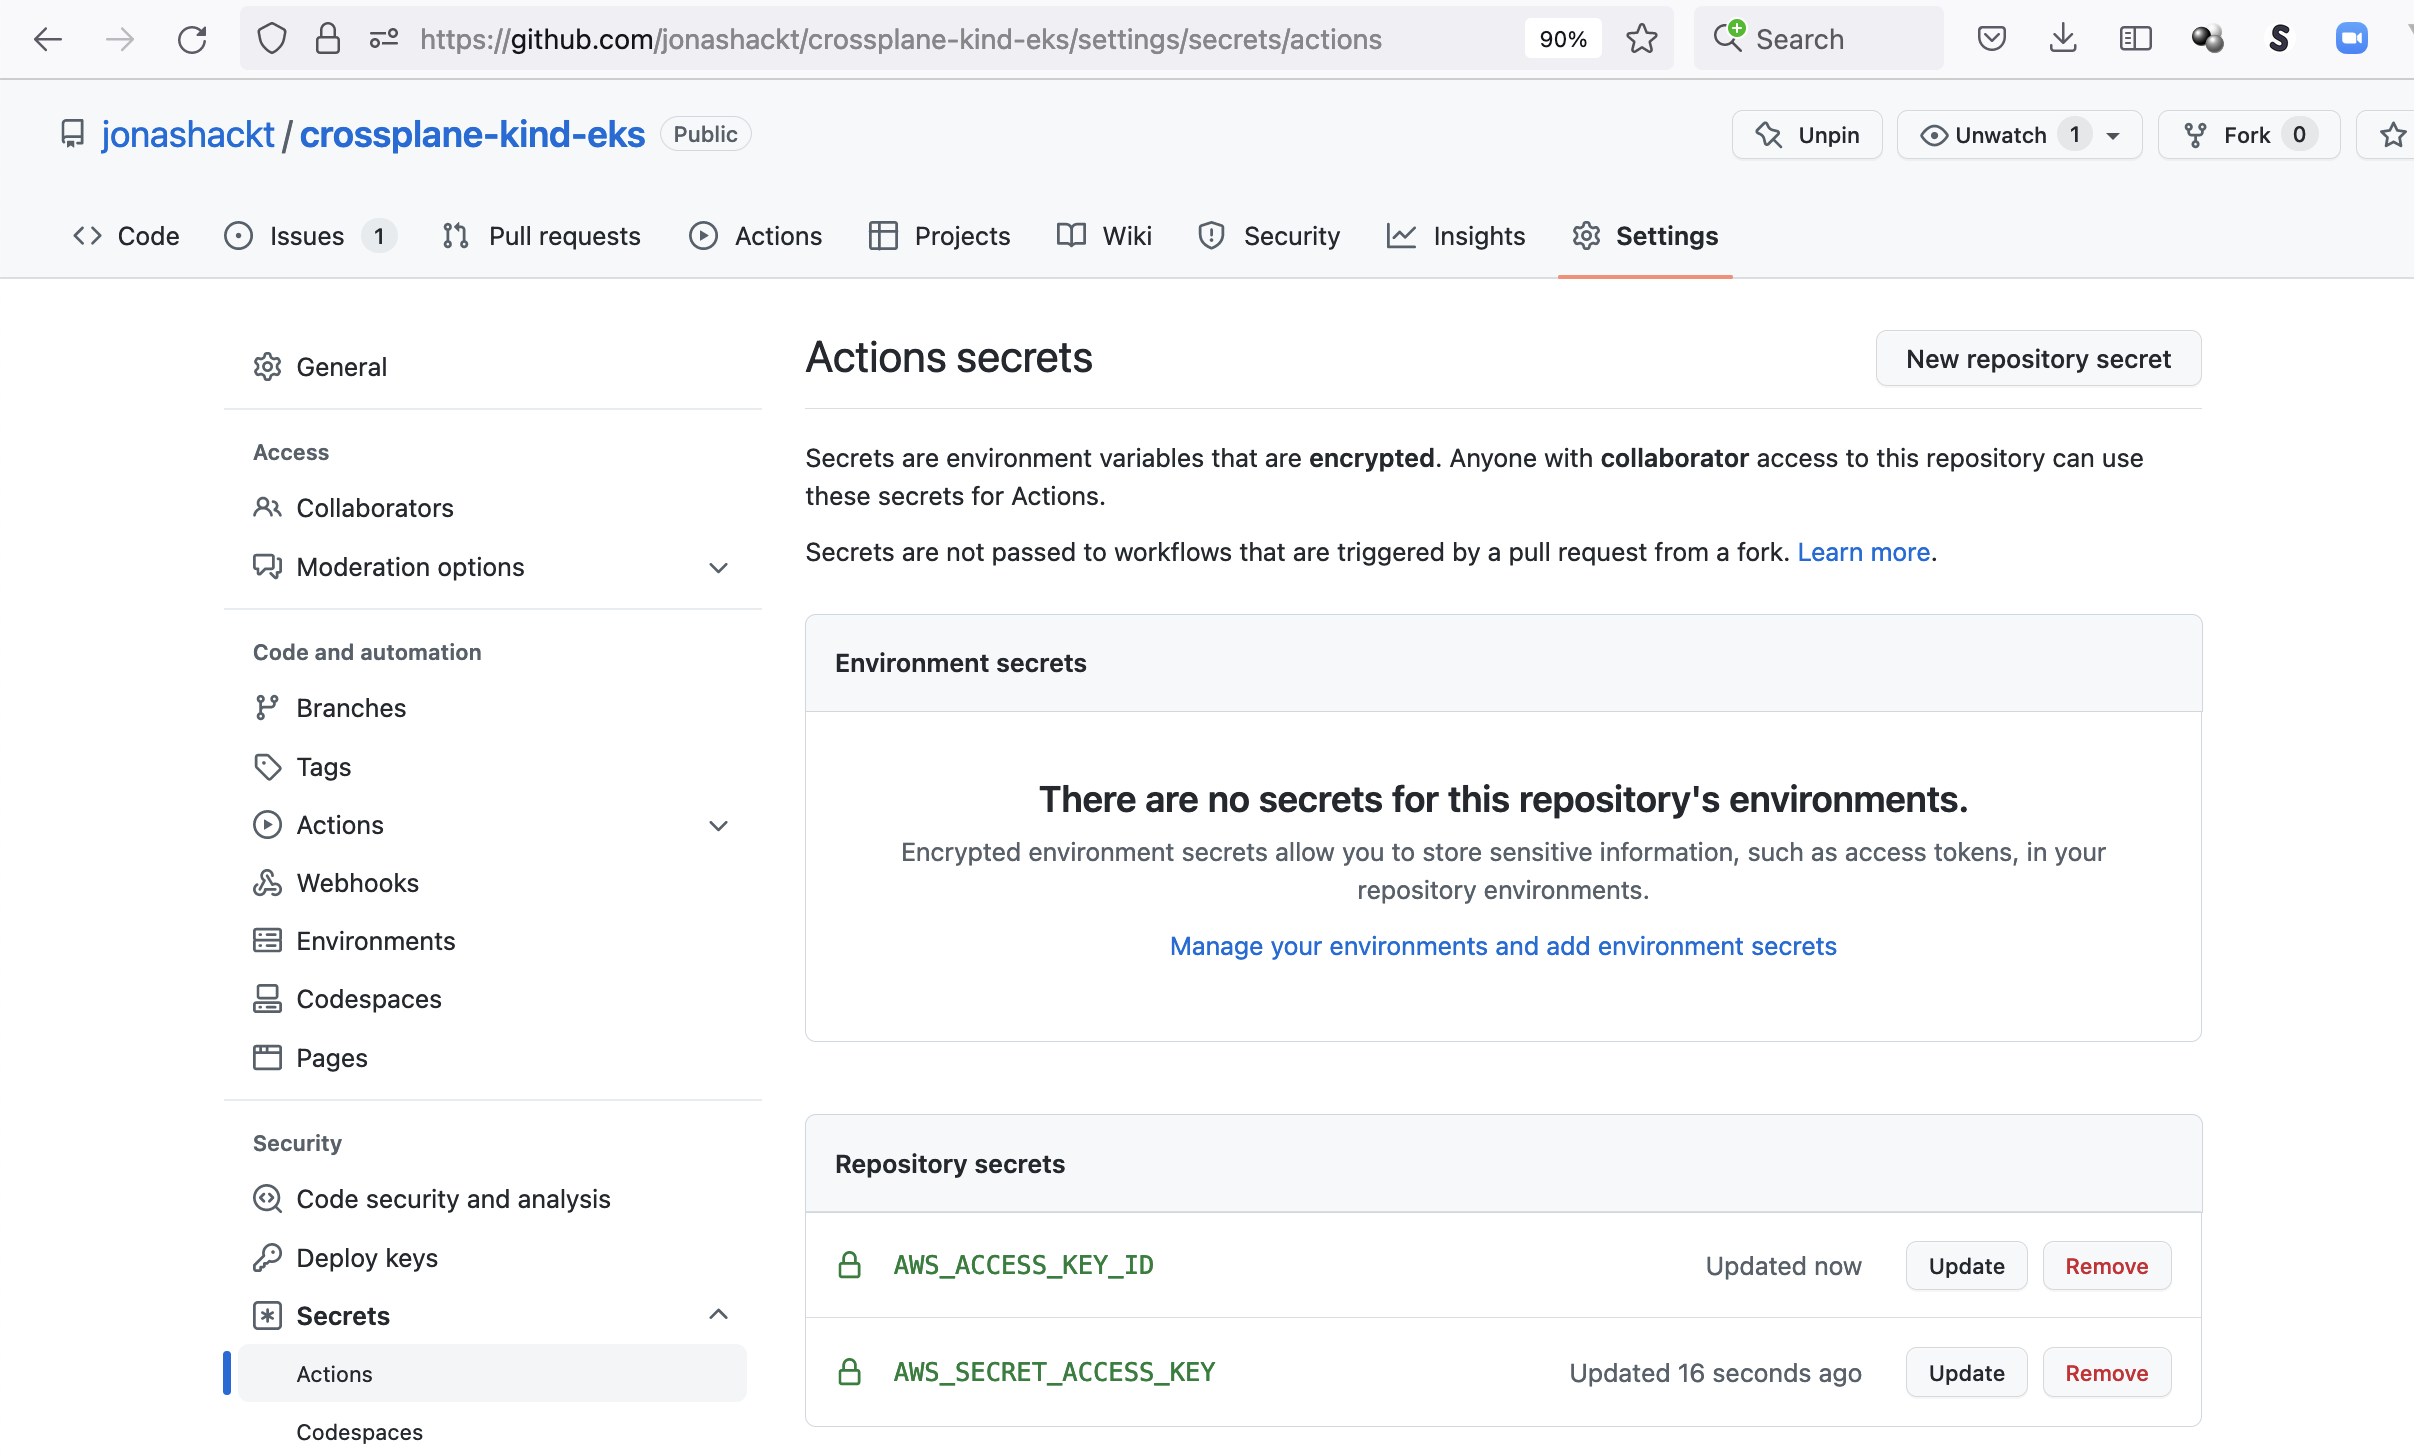 https://github.com/jonashackt/crossplane-kind-eks/settings/secrets/actions
90%
Search
jonashackt / crossplane-kind-eks Public
Unpin
Unwatch 1
Fork 0
Code
Issues 1
Pull requests
Actions
Projects
Wiki
Security
Insights
Settings
General
Access
Collaborators
Moderation options
Code and automation
Branches
Tags
Actions
Webhooks
Environments
Codespaces
Pages
Security
Code security and analysis
Deploy keys
Secrets
Actions
Codespaces
Actions secrets
New repository secret
Secrets are environment variables that are encrypted. Anyone with collaborator access to this repository can use
these secrets for Actions.
Secrets are not passed to workflows that are triggered by a pull request from a fork. Learn more.
Environment secrets
There are no secrets for this repository's environments.
Encrypted environment secrets allow you to store sensitive information, such as access tokens, in your
repository environments.
Manage your environments and add environment secrets
Repository secrets
AWS_ACCESS_KEY_ID
Updated now
Update
Remove
AWS_SECRET_ACCESS_KEY
Updated 16 seconds ago
Update
Remove